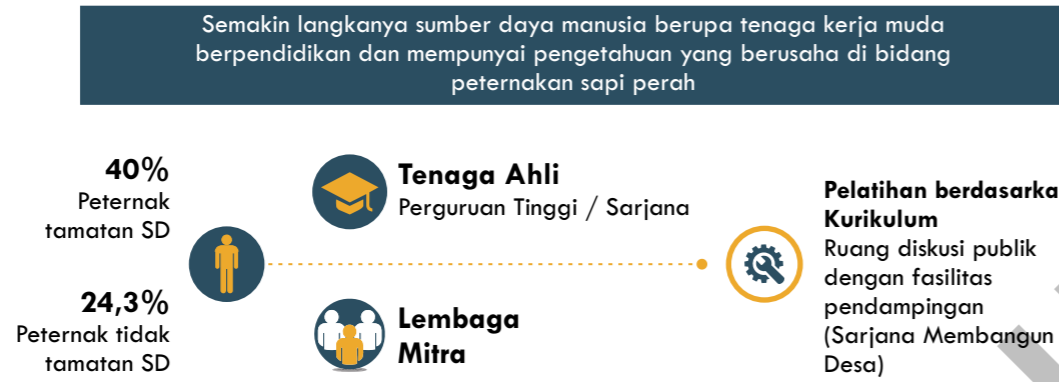 Semakin langkanya sumber daya manusia berupa tenaga kerja muda
berpendidikan dan mempunyai pengetahuan yang berusaha di bidang
peternakan sapi perah
40%
Peternak
tamatan SD
24,3%
Peternak tidak
tamatan SD
Tenaga Ahli
Perguruan Tinggi / Sarjana
Lembaga
Mitra
Pelatihan berdasarka
Kurikulum
Ruang diskusi publik
dengan fasilitas
pendampingan
(Sarjana Membangun
Desa)